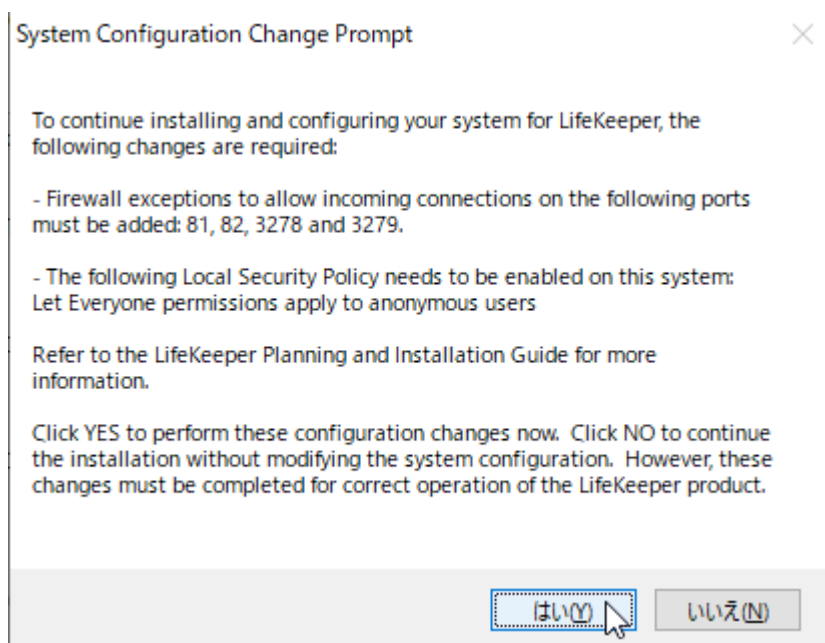 System Configuration Change Prompt
To continue installing and configuring your system for LifeKeeper, the
following changes are required:
- Firewall exceptions to allow incoming connections on the following ports
must be added: 81, 82, 3278 and 3279.
- The following Local Security Policy needs to be enabled on this system:
Let Everyone permissions apply to anonymous users
Refer to the LifeKeeper Planning and Installation Guide for more
information.
Click YES to perform these configuration changes now.  Click NO to continue
the installation without modifying the system configuration.  However, these
changes must be completed for correct operation of the LifeKeeper product.
はい(Y)
いいえ(N)